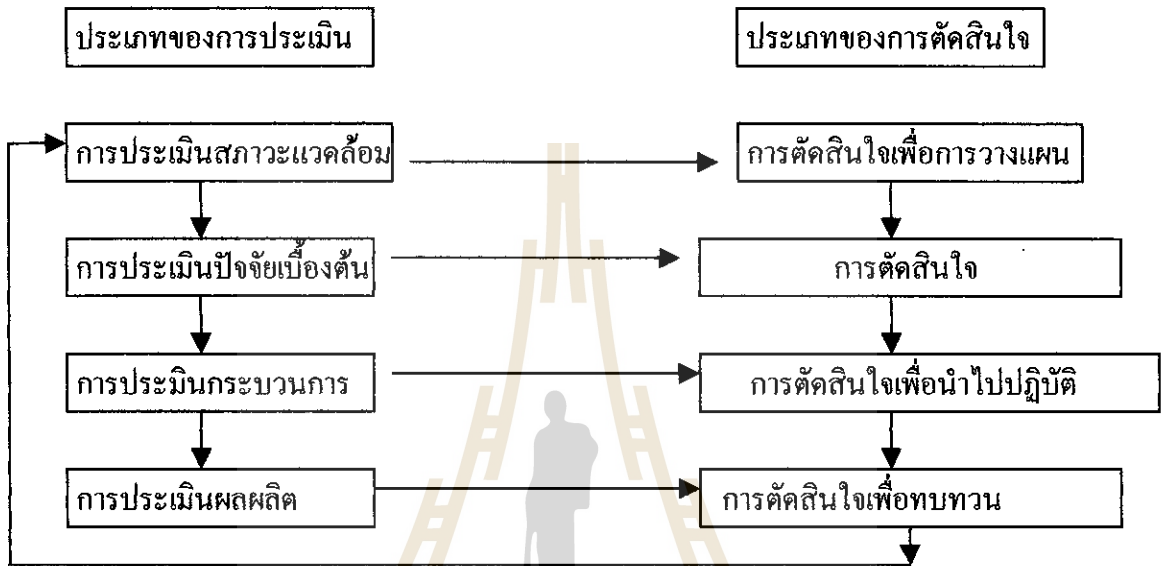 ประเภทของการประเมิน
ประเภทของการตัดสินใจ
การประเมินสภาวะแวดล้อม
การตัดสินใจเพื่อการวางแผน
การประเมินปัจจัยเบื้องต้น
การตัดสินใจ
การประมินกระบวนการ
การตัดสินใจเพื่อนำไปปฏิบัติ
การประเมินผลผลิต
การตัดสินใจเพื่อทบทวน